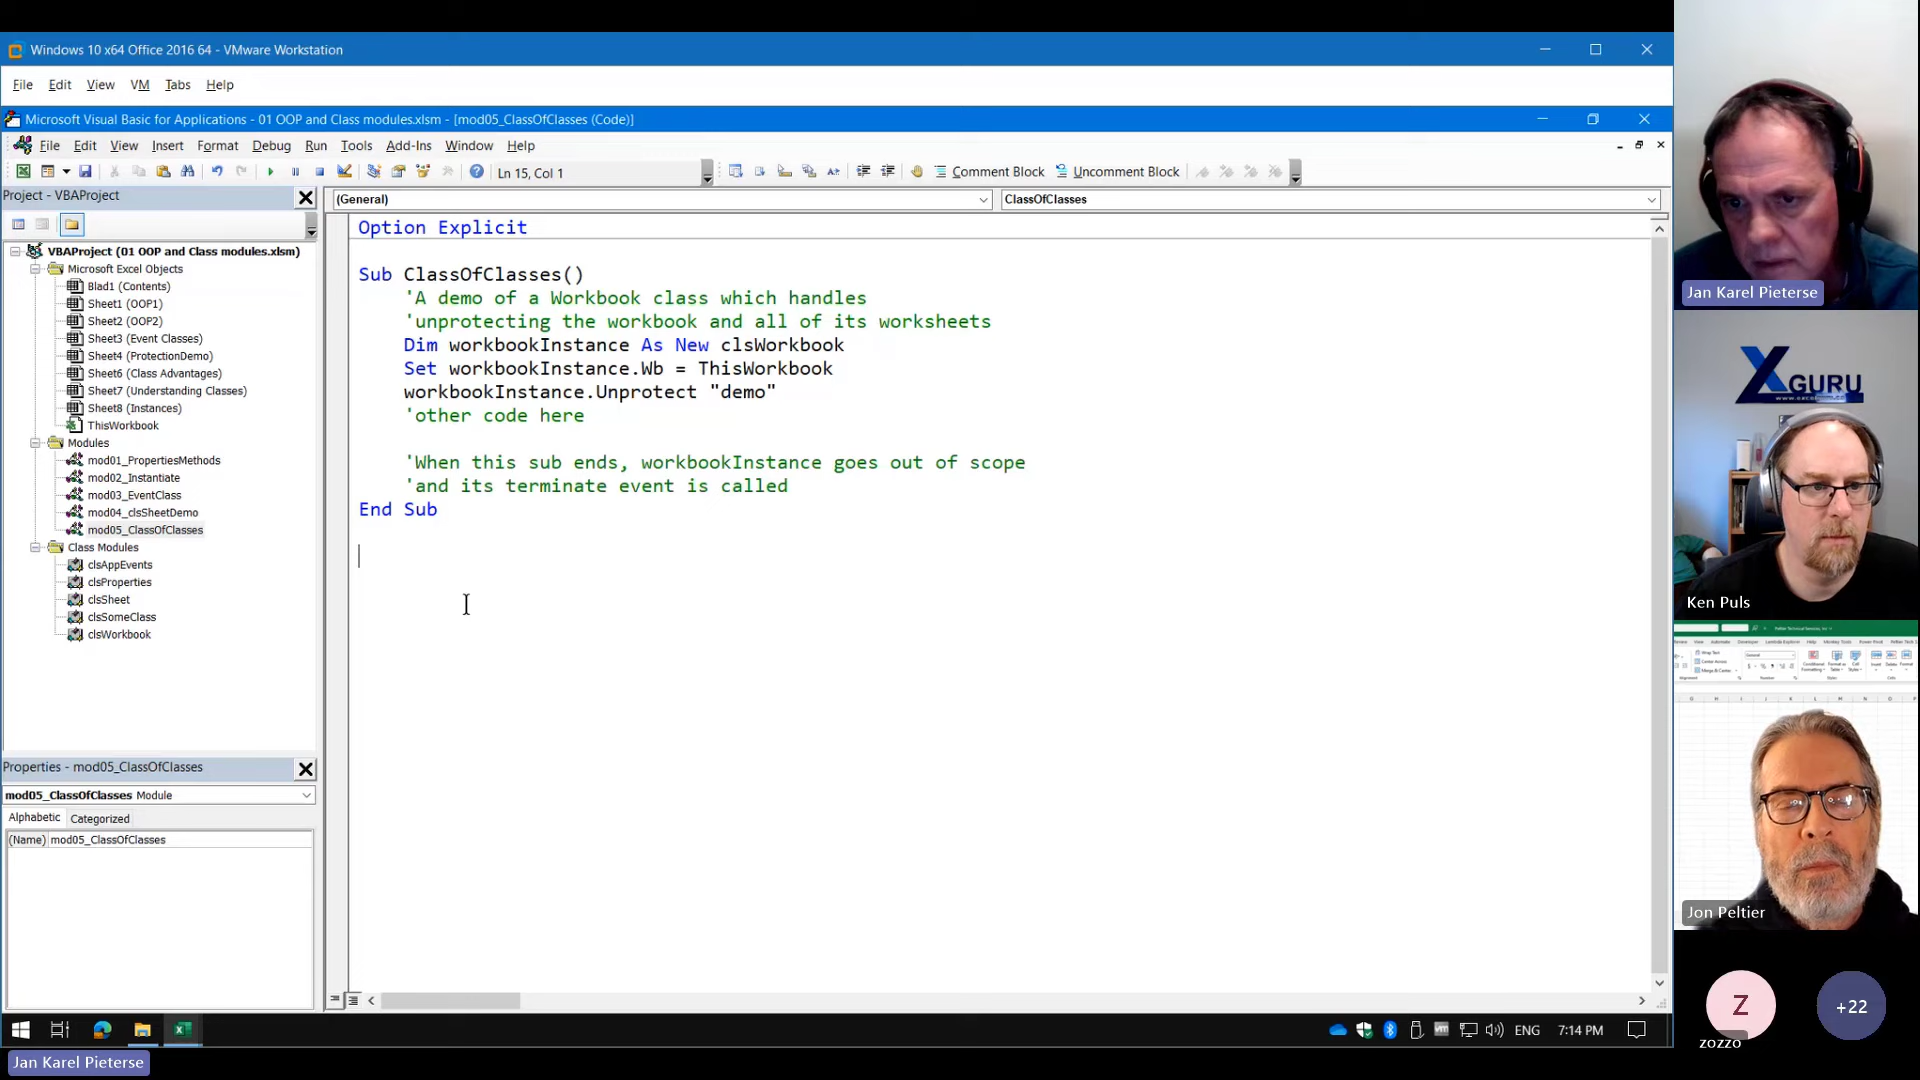 Windows 10 x64 Office 2016 64 - VMware Workstation
File Edit View VM Tabs Help
Microsoft Visual Basic for Applications - 01 OOP and Class modules.xlsm - [mod05_ClassOfClasses (Code)]
File Edit View Insert Format Debug Run Tools Add-Ins Window Help
Ln 15, Col 1
Comment Block Uncomment Block
Project - VBAProject
VBAProject (01 OOP and Class modules.xlsm)
Microsoft Excel Objects
Blad1 (Contents)
Sheet1 (OOP1)
Sheet2 (OOP2)
Sheet3 (Event Classes)
Sheet4 (ProtectionDemo)
Sheet6 (Class Advantages)
Sheet7 (Understanding Classes)
Sheet8 (Instances)
ThisWorkbook
Modules
mod01_PropertiesMethods
mod02_Instantiate
mod03_EventClass
mod04_clsSheetDemo
mod05_ClassOfClasses
Class Modules
clsAppEvents
clsProperties
clsSheet
clsSomeClass
clsWorkbook
Properties - mod05_ClassOfClasses
mod05_ClassOfClasses Module
Alphabetic Categorized
(Name) mod05_ClassOfClasses
(General)
ClassOfClasses
Option Explicit
Sub ClassOfClasses()
'A demo of a Workbook class which handles
'unprotecting the workbook and all of its worksheets
Dim workbookInstance As New clsWorkbook
Set workbookInstance.Wb = ThisWorkbook
workbookInstance.Unprotect "demo"
'other code here
'When this sub ends, workbookInstance goes out of scope
'and its terminate event is called
End Sub
ENG 7:14 PM
Jan Karel Pieterse
Jan Karel Pieterse
XGURU
Ken Puls
Jon Peltier
Z
zozzo
+22